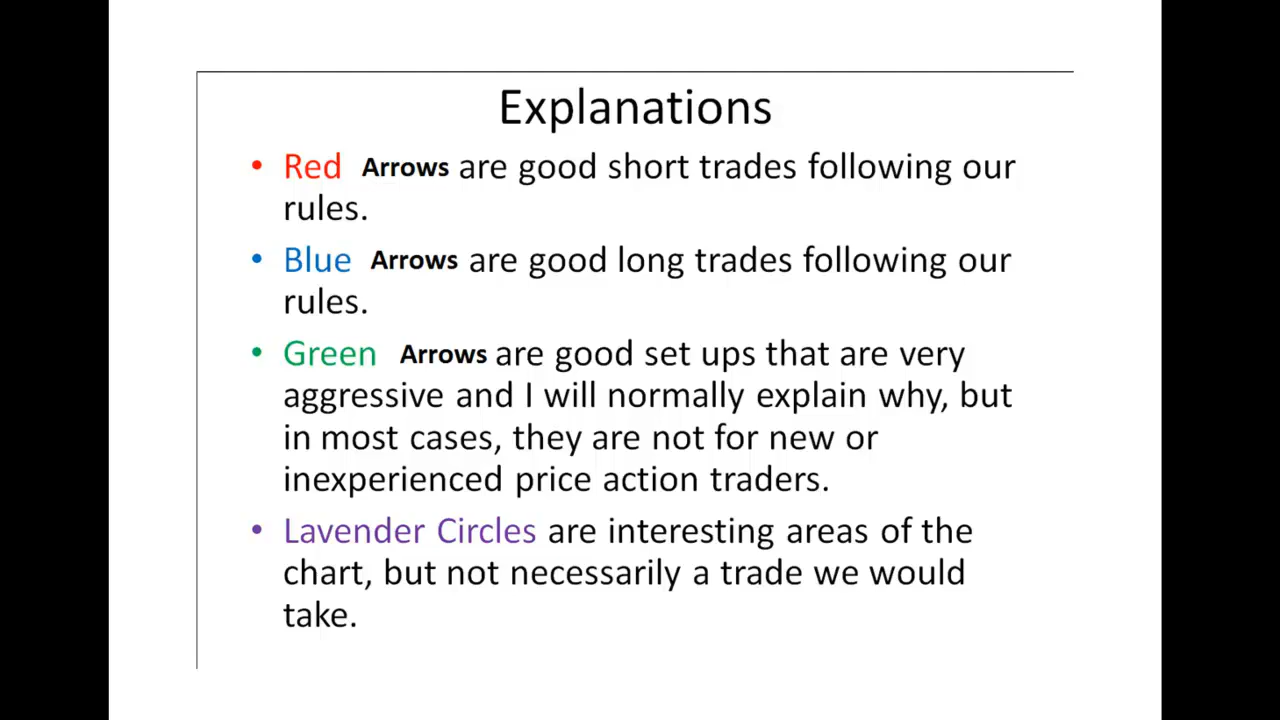 Explanations
• Red Arrows are good short trades following our
rules.
• Blue Arrows are good long trades following our
rules.
• Green Arrows are good set ups that are very
aggressive and I will normally explain why, but
in most cases, they are not for new or
inexperienced price action traders.
• Lavender Circles are interesting areas of the
chart, but not necessarily a trade we would
take.